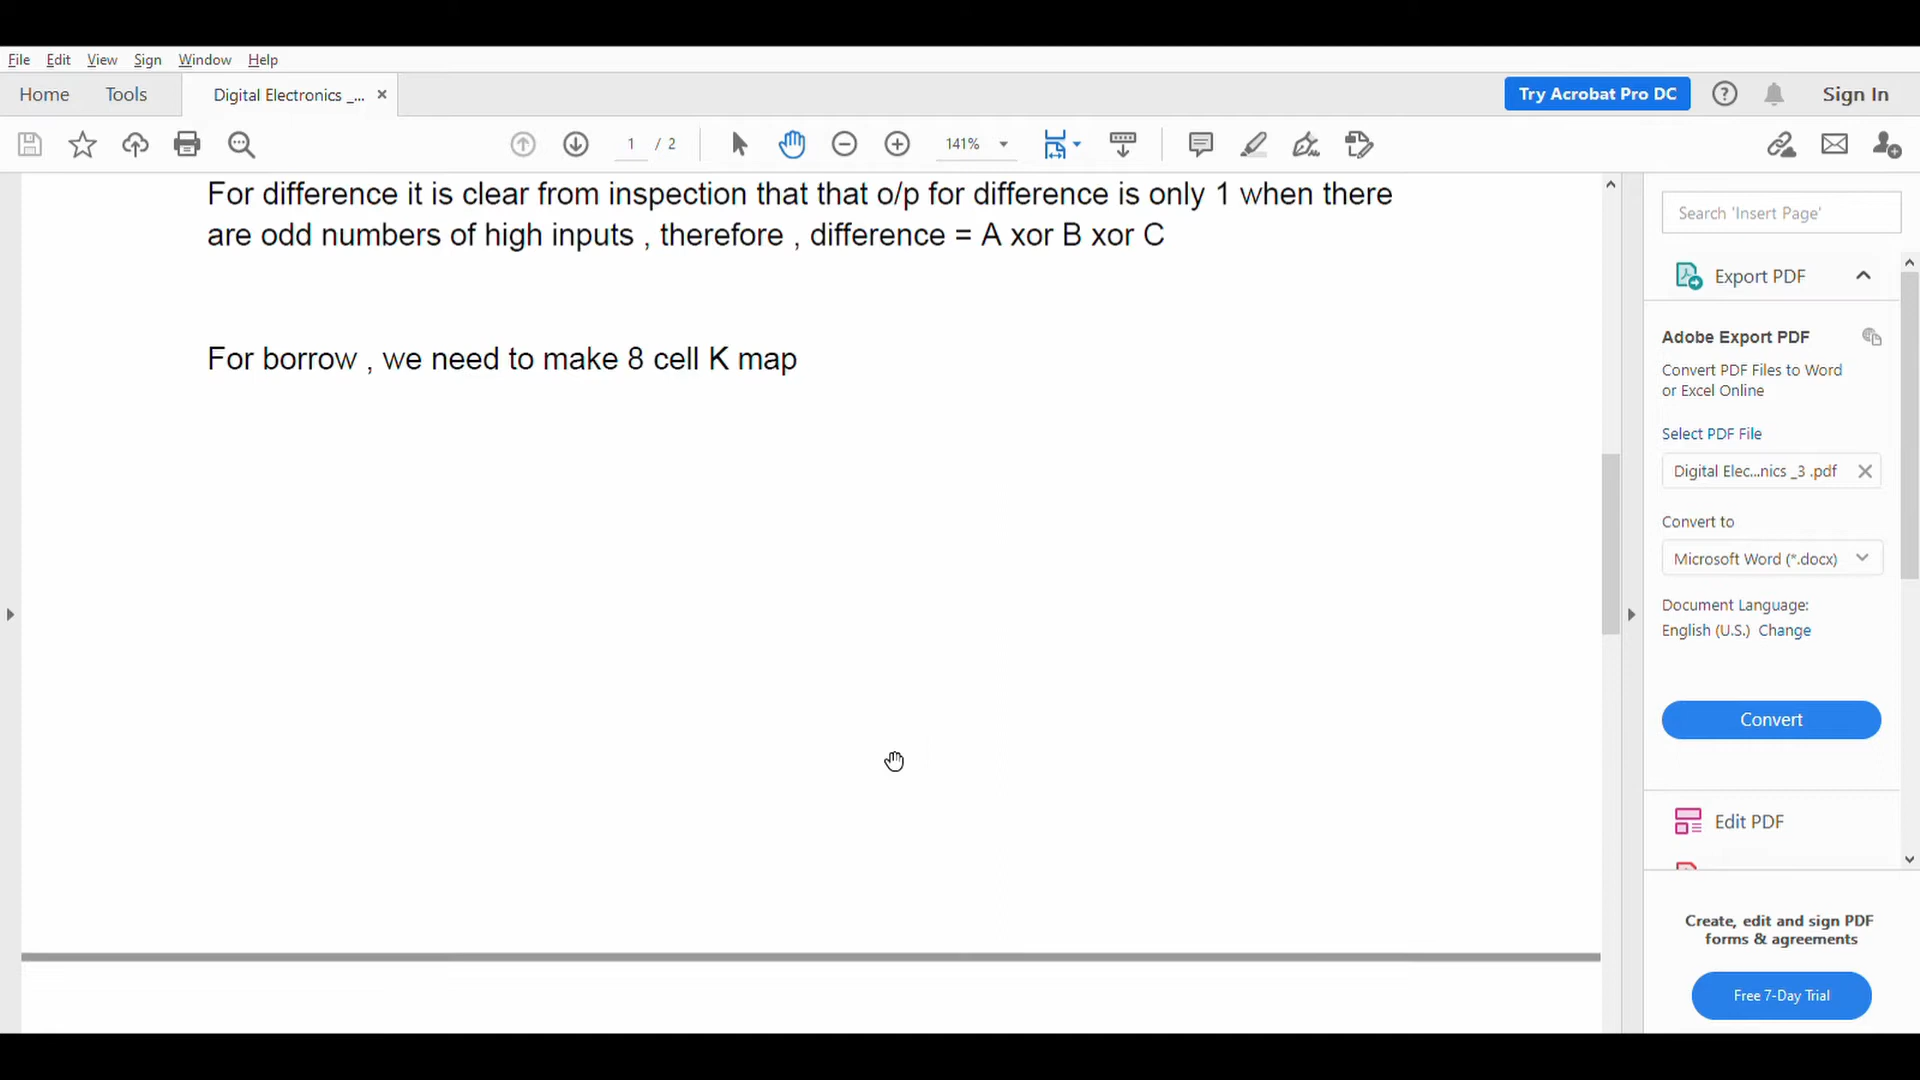 File Edit View Sign Window Help
Home Tools Digital Electronics _... × Try Acrobat Pro DC ? Sign In
1 / 2 141%
For difference it is clear from inspection that that o/p for difference is only 1 when there
are odd numbers of high inputs , therefore , difference = A xor B xor C
For borrow , we need to make 8 cell K map
Search 'Insert Page'
Export PDF
Adobe Export PDF
Convert PDF Files to Word
or Excel Online
Select PDF File
Digital Elec...nics _3 .pdf
Convert to
Microsoft Word (*.docx)
Document Language:
English (U.S.) Change
Convert
Edit PDF
Create, edit and sign PDF
forms & agreements
Free 7-Day Trial